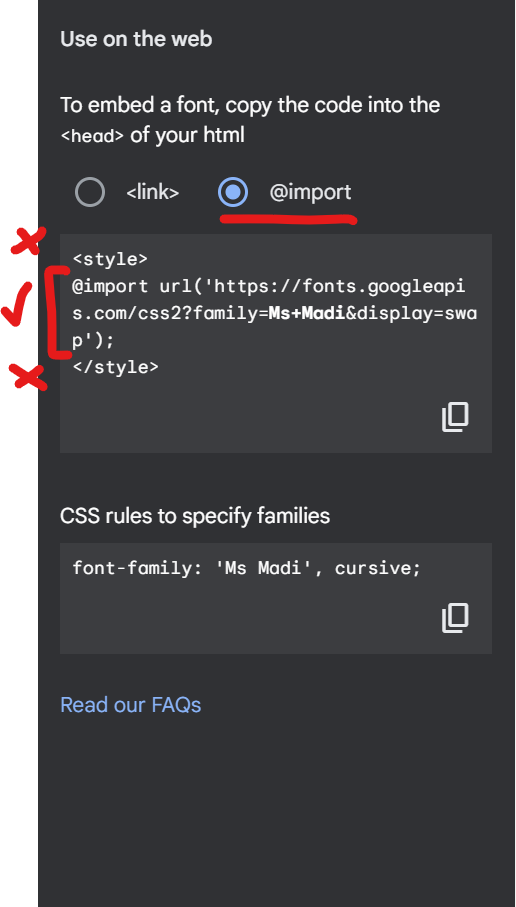 Use on the web
To embed a font, copy the code into the
<head> of your html
<link> @import
<style>
@import url('https://fonts.googleapi
s.com/css2?family=Ms+Madi&display=swa
p');
</style>
CSS rules to specify families
font-family: 'Ms Madi', cursive;
Read our FAQs